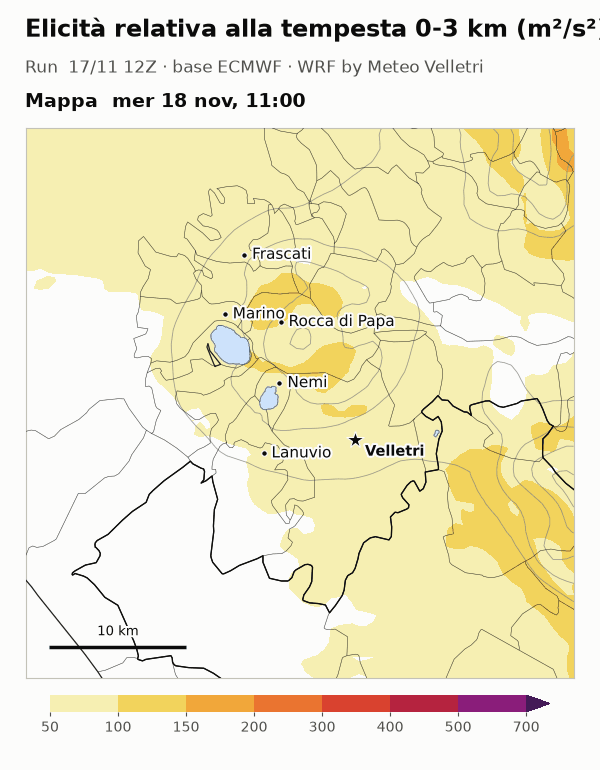 Elicità relativa alla tempesta 0-3 km (m²/s²)
Run 17/11 12Z · base ECMWF · WRF by Meteo Velletri
Mappa mer 18 nov, 11:00
Frascati
Marino
Rocca di Papa
Nemi
Velletri
Lanuvio
10 km
50 100 150 200 300 400 500 700